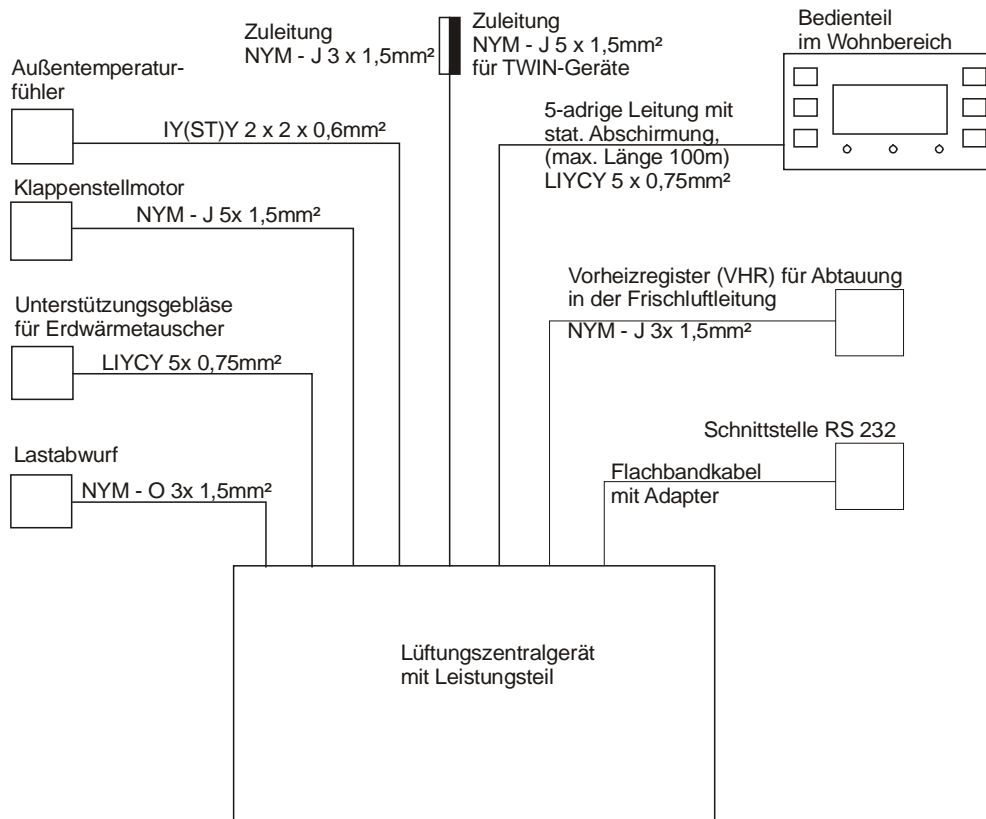 Zuleitung
NYM - J 3 x 1,5mm²
Zuleitung
NYM - J 5 x 1,5mm²
für TWIN-Geräte
Bedienteil
im Wohnbereich
Außentemperatur-
fühler
IY(ST)Y 2 x 2 x 0,6mm²
5-adrige Leitung mit
stat. Abschirmung,
(max. Länge 100m)
LIYCY 5 x 0,75mm²
Klappenstellmotor
NYM - J 5x 1,5mm²
Vorheizregister (VHR) für Abtauung
in der Frischluftleitung
NYM - J 3x 1,5mm²
Unterstützungsgebläse
für Erdwärmetauscher
LIYCY 5x 0,75mm²
Schnittstelle RS 232
Flachbandkabel
mit Adapter
Lastabwurf
NYM - O 3x 1,5mm²
Lüftungszentralgerät
mit Leistungsteil